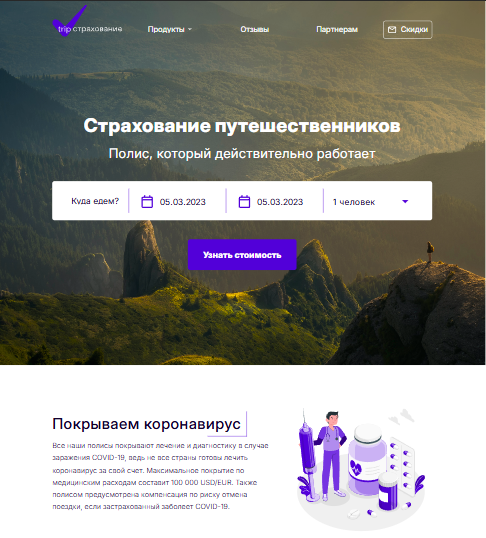 trip страхование
Продукты
Отзывы
Партнерам
Скидки
Страхование путешественников
Полис, который действительно работает
Куда едем?
05.03.2023
05.03.2023
1 человек
Узнать стоимость
Покрываем коронавирус
Все наши полисы покрывают лечение и диагностику в случае
заражения COVID-19, ведь не все страны готовы лечить
коронавирус за свой счет. Максимальное покрытие по
медицинским расходам составит 100 000 USD/EUR. Также
полисом предусмотрена компенсация по риску отмена
поездки, если застрахованный заболеет COVID-19.